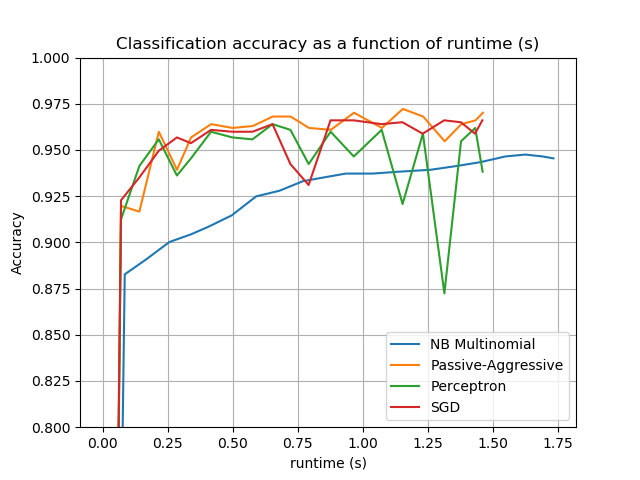 Classification accuracy as a function of runtime (s)
1.000
0.975
0.950
0.925
0.900
0.875
0.850
0.825
0.800
Accuracy
NB Multinomial
Passive-Aggressive
Perceptron
SGD
0.00 0.25 0.50 0.75 1.00 1.25 1.50 1.75
runtime (s)